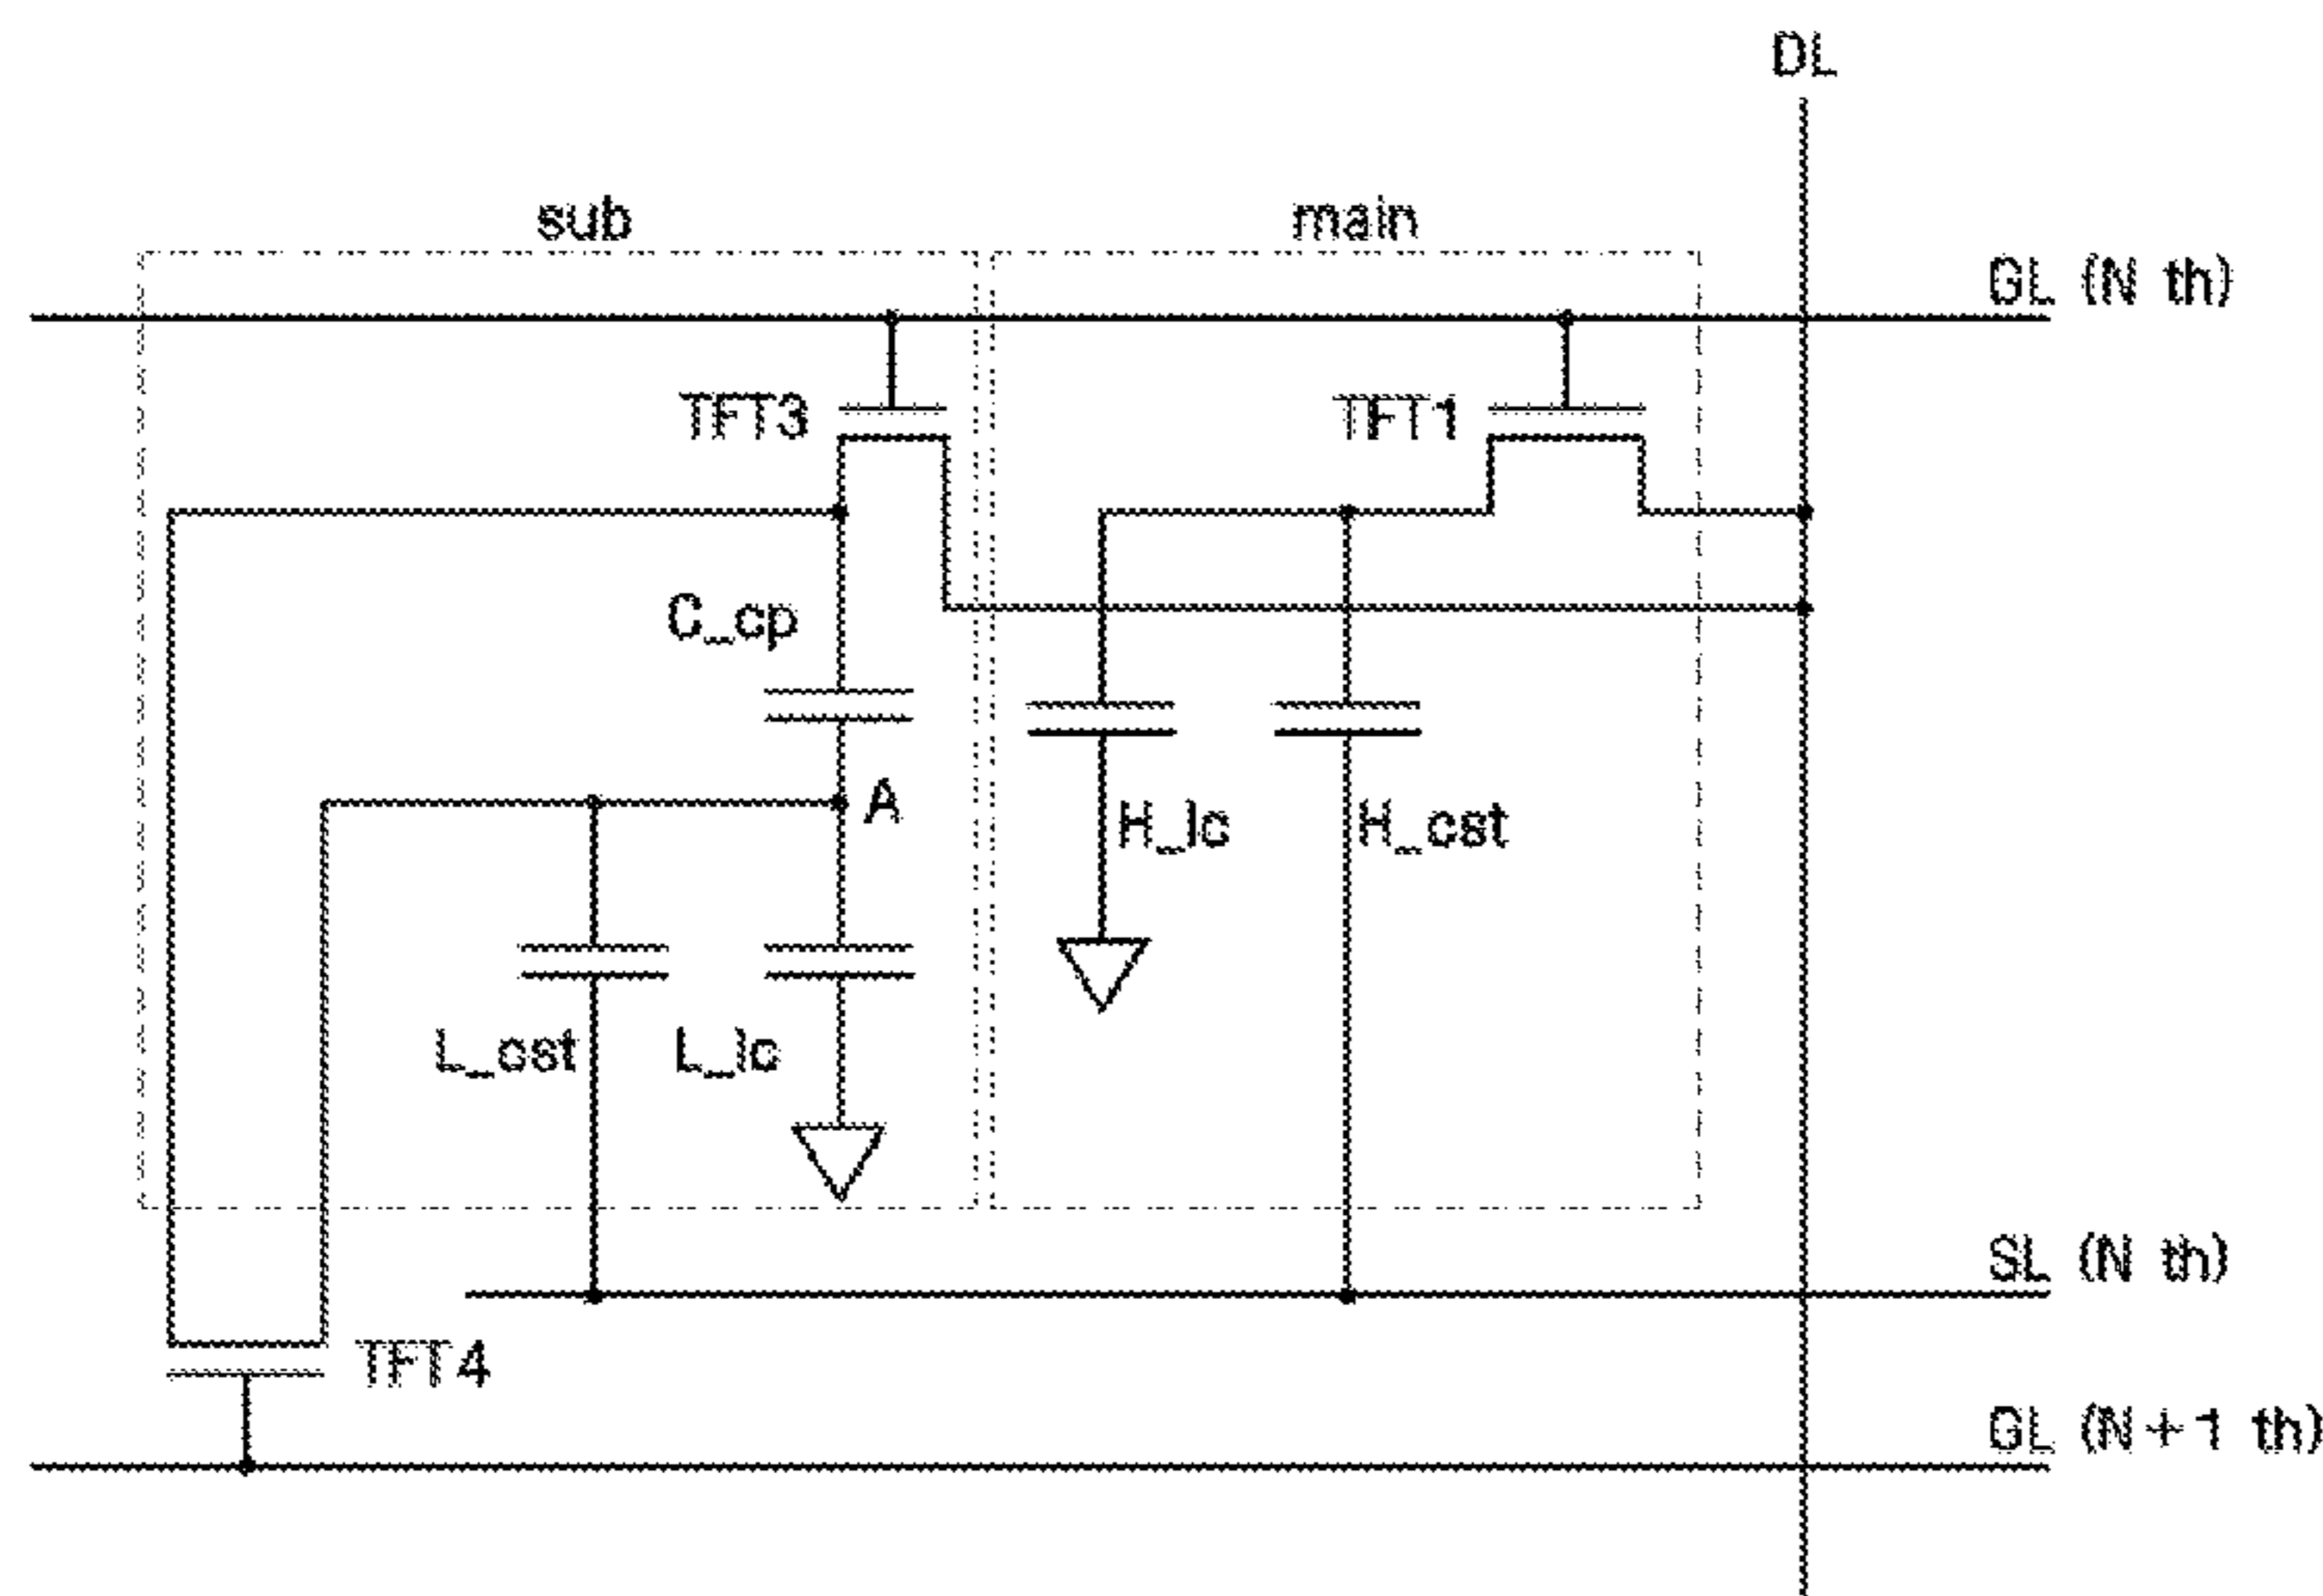 DL
sub
main
GL (N th)
TFT3
TFT1
C_cp
A
H_lc
H_cst
L_cst
L_lc
SL (N th)
TFT4
GL (N+1 th)